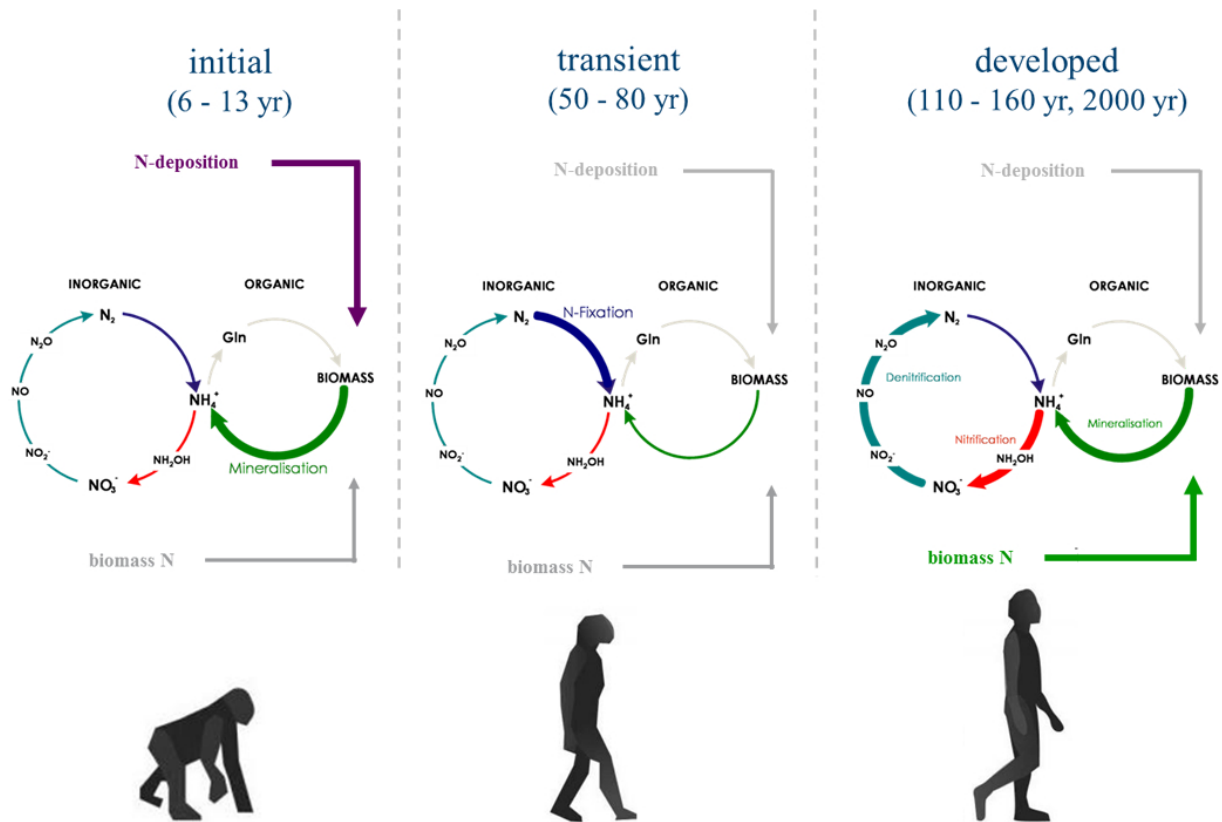 initial
(6 - 13 yr)
N-deposition
INORGANIC
ORGANIC
N₂
N₂O
Gln
NO
BIOMASS
NH₄⁺
NO₂⁻
NH₂OH
Mineralisation
NO₃⁻
biomass N
transient
(50 - 80 yr)
N-deposition
INORGANIC
ORGANIC
N-Fixation
N₂
N₂O
Gln
NO
BIOMASS
NH₄⁺
NO₂⁻
NH₂OH
NO₃⁻
biomass N
developed
(110 - 160 yr, 2000 yr)
N-deposition
INORGANIC
ORGANIC
N₂
N₂O
Gln
Denitrification
NO
BIOMASS
NH₄⁺
Mineralisation
Nitrification
NO₂⁻
NH₂OH
NO₃⁻
biomass N